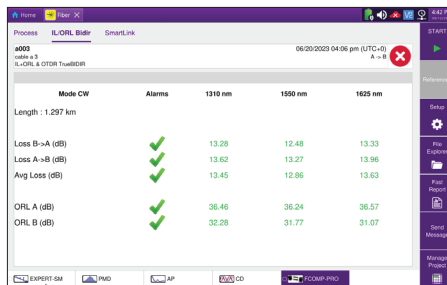 Home Fiber X 4:42 P
Process IL/ORL Bidir SmartLink START
a003 06/20/2023 04:06 pm (UTC+0)
cable a 3 A -> B
IL+ORL & OTDR TrueBIDIR
Reference
Mode CW Alarms 1310 nm 1550 nm 1625 nm
Length : 1.297 km Setup
Loss B->A (dB) 13.28 12.48 13.33
Loss A->B (dB) 13.62 13.27 13.96
File
Explorer
Avg Loss (dB) 13.45 12.86 13.63
Fast
Report
ORL A (dB) 36.46 36.24 36.57
ORL B (dB) 32.28 31.77 31.07
Send
Message
Manage
Project
EXPERT-SM PMD AP CD FCOMP-PRO